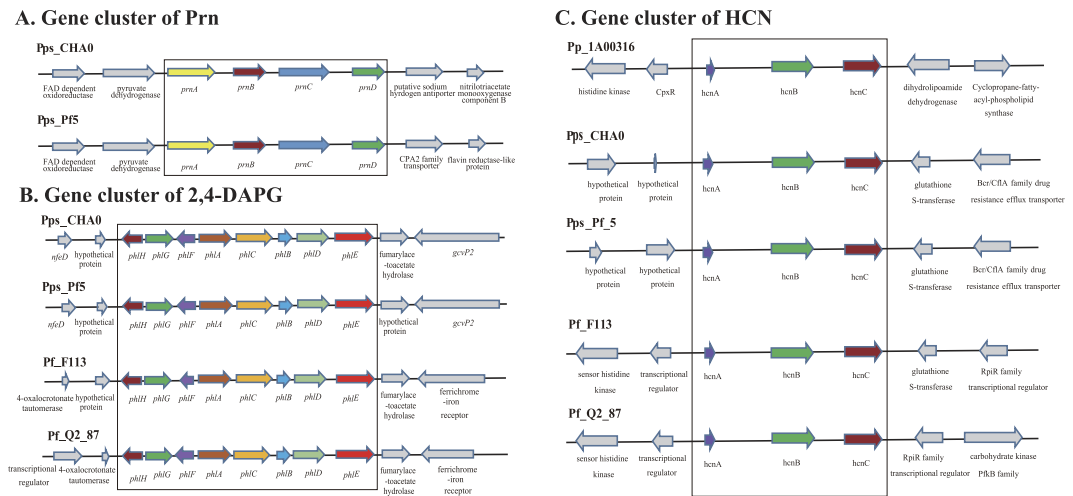 A. Gene cluster of Prn
Pps_CHA0
FAD dependent
oxidoreductase
pyruvate
dehydrogenase
prnA
prnB
prnC
prnD
putative sodium
hyrdogen antiporter
nitrilotriacetate
monooxygenase
component B
Pps_Pf5
FAD dependent
oxidoreductase
pyruvate
dehydrogenase
prnA
prnB
prnC
prnD
CPA2 family
transporter
flavin reductase-like
protein
B. Gene cluster of 2,4-DAPG
Pps_CHA0
nfeD
hypothetical
protein
phlH
phlG
phlF
phlA
phlC
phlB
phlD
phlE
fumarylace
-toacetate
hydrolase
gcvP2
Pps_Pf5
nfeD
hypothetical
protein
phlH
phlG
phlF
phlA
phlC
phlB
phlD
phlE
hypothetical
protein
gcvP2
Pf_F113
4-oxalocrotonate
tautomerase
hypothetical
protein
phlH
phlG
phlF
phlA
phlC
phlB
phlD
phlE
fumarylace
-toacetate
hydrolase
ferrichrome
-iron
receptor
Pf_Q2_87
transcriptional
regulator
4-oxalocrotonate
tautomerase
phlH
phlG
phlF
phlA
phlC
phlB
phlD
phlE
fumarylace
-toacetate
hydrolase
ferrichrome
-iron
receptor
C. Gene cluster of HCN
Pp_1A00316
histidine kinase
CpxR
hcnA
hcnB
hcnC
dihydrolipoamide
dehydrogenase
Cyclopropane-fatty-
acyl-phospholipid
synthase
Pps_CHA0
hypothetical
protein
hypothetical
protein
hcnA
hcnB
hcnC
glutathione
S-transferase
Bcr/CflA family drug
resistance efflux transporter
Pps_Pf_5
hypothetical
protein
hypothetical
protein
hcnA
hcnB
hcnC
glutathione
S-transferase
Bcr/CflA family drug
resistance efflux transporter
Pf_F113
sensor histidine
kinase
transcriptional
regulator
hcnA
hcnB
hcnC
glutathione
S-transferase
RpiR family
transcriptional regulator
Pf_Q2_87
sensor histidine
kinase
transcriptional
regulator
hcnA
hcnB
hcnC
RpiR family
transcriptional regulator
carbohydrate kinase
PfkB family